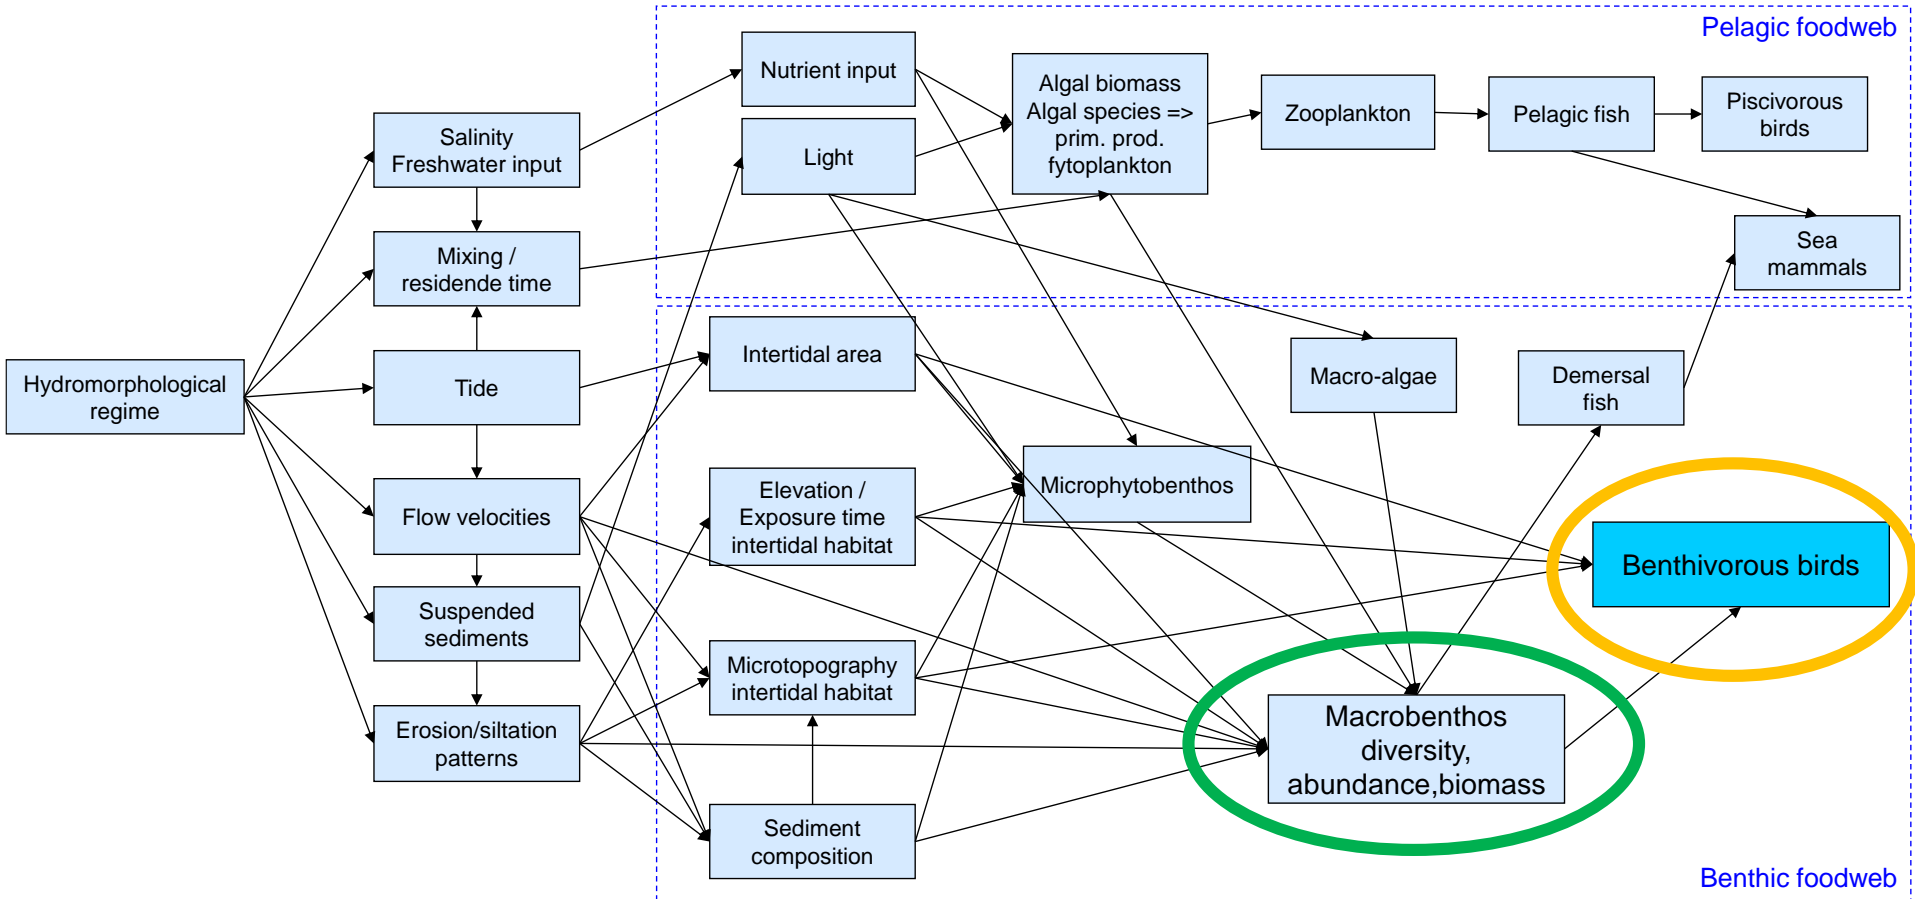 Pelagic foodweb
Nutrient input
Algal biomass
Algal species =>
prim. prod.
fytoplankton
Zooplankton
Pelagic fish
Piscivorous
birds
Salinity
Freshwater input
Light
Mixing /
residende time
Sea
mammals
Hydromorphological
regime
Tide
Intertidal area
Macro-algae
Demersal
fish
Flow velocities
Elevation /
Exposure time
intertidal habitat
Microphytobenthos
Benthivorous birds
Suspended
sediments
Microtopography
intertidal habitat
Erosion/siltation
patterns
Macrobenthos
diversity,
abundance,biomass
Sediment
composition
Benthic foodweb